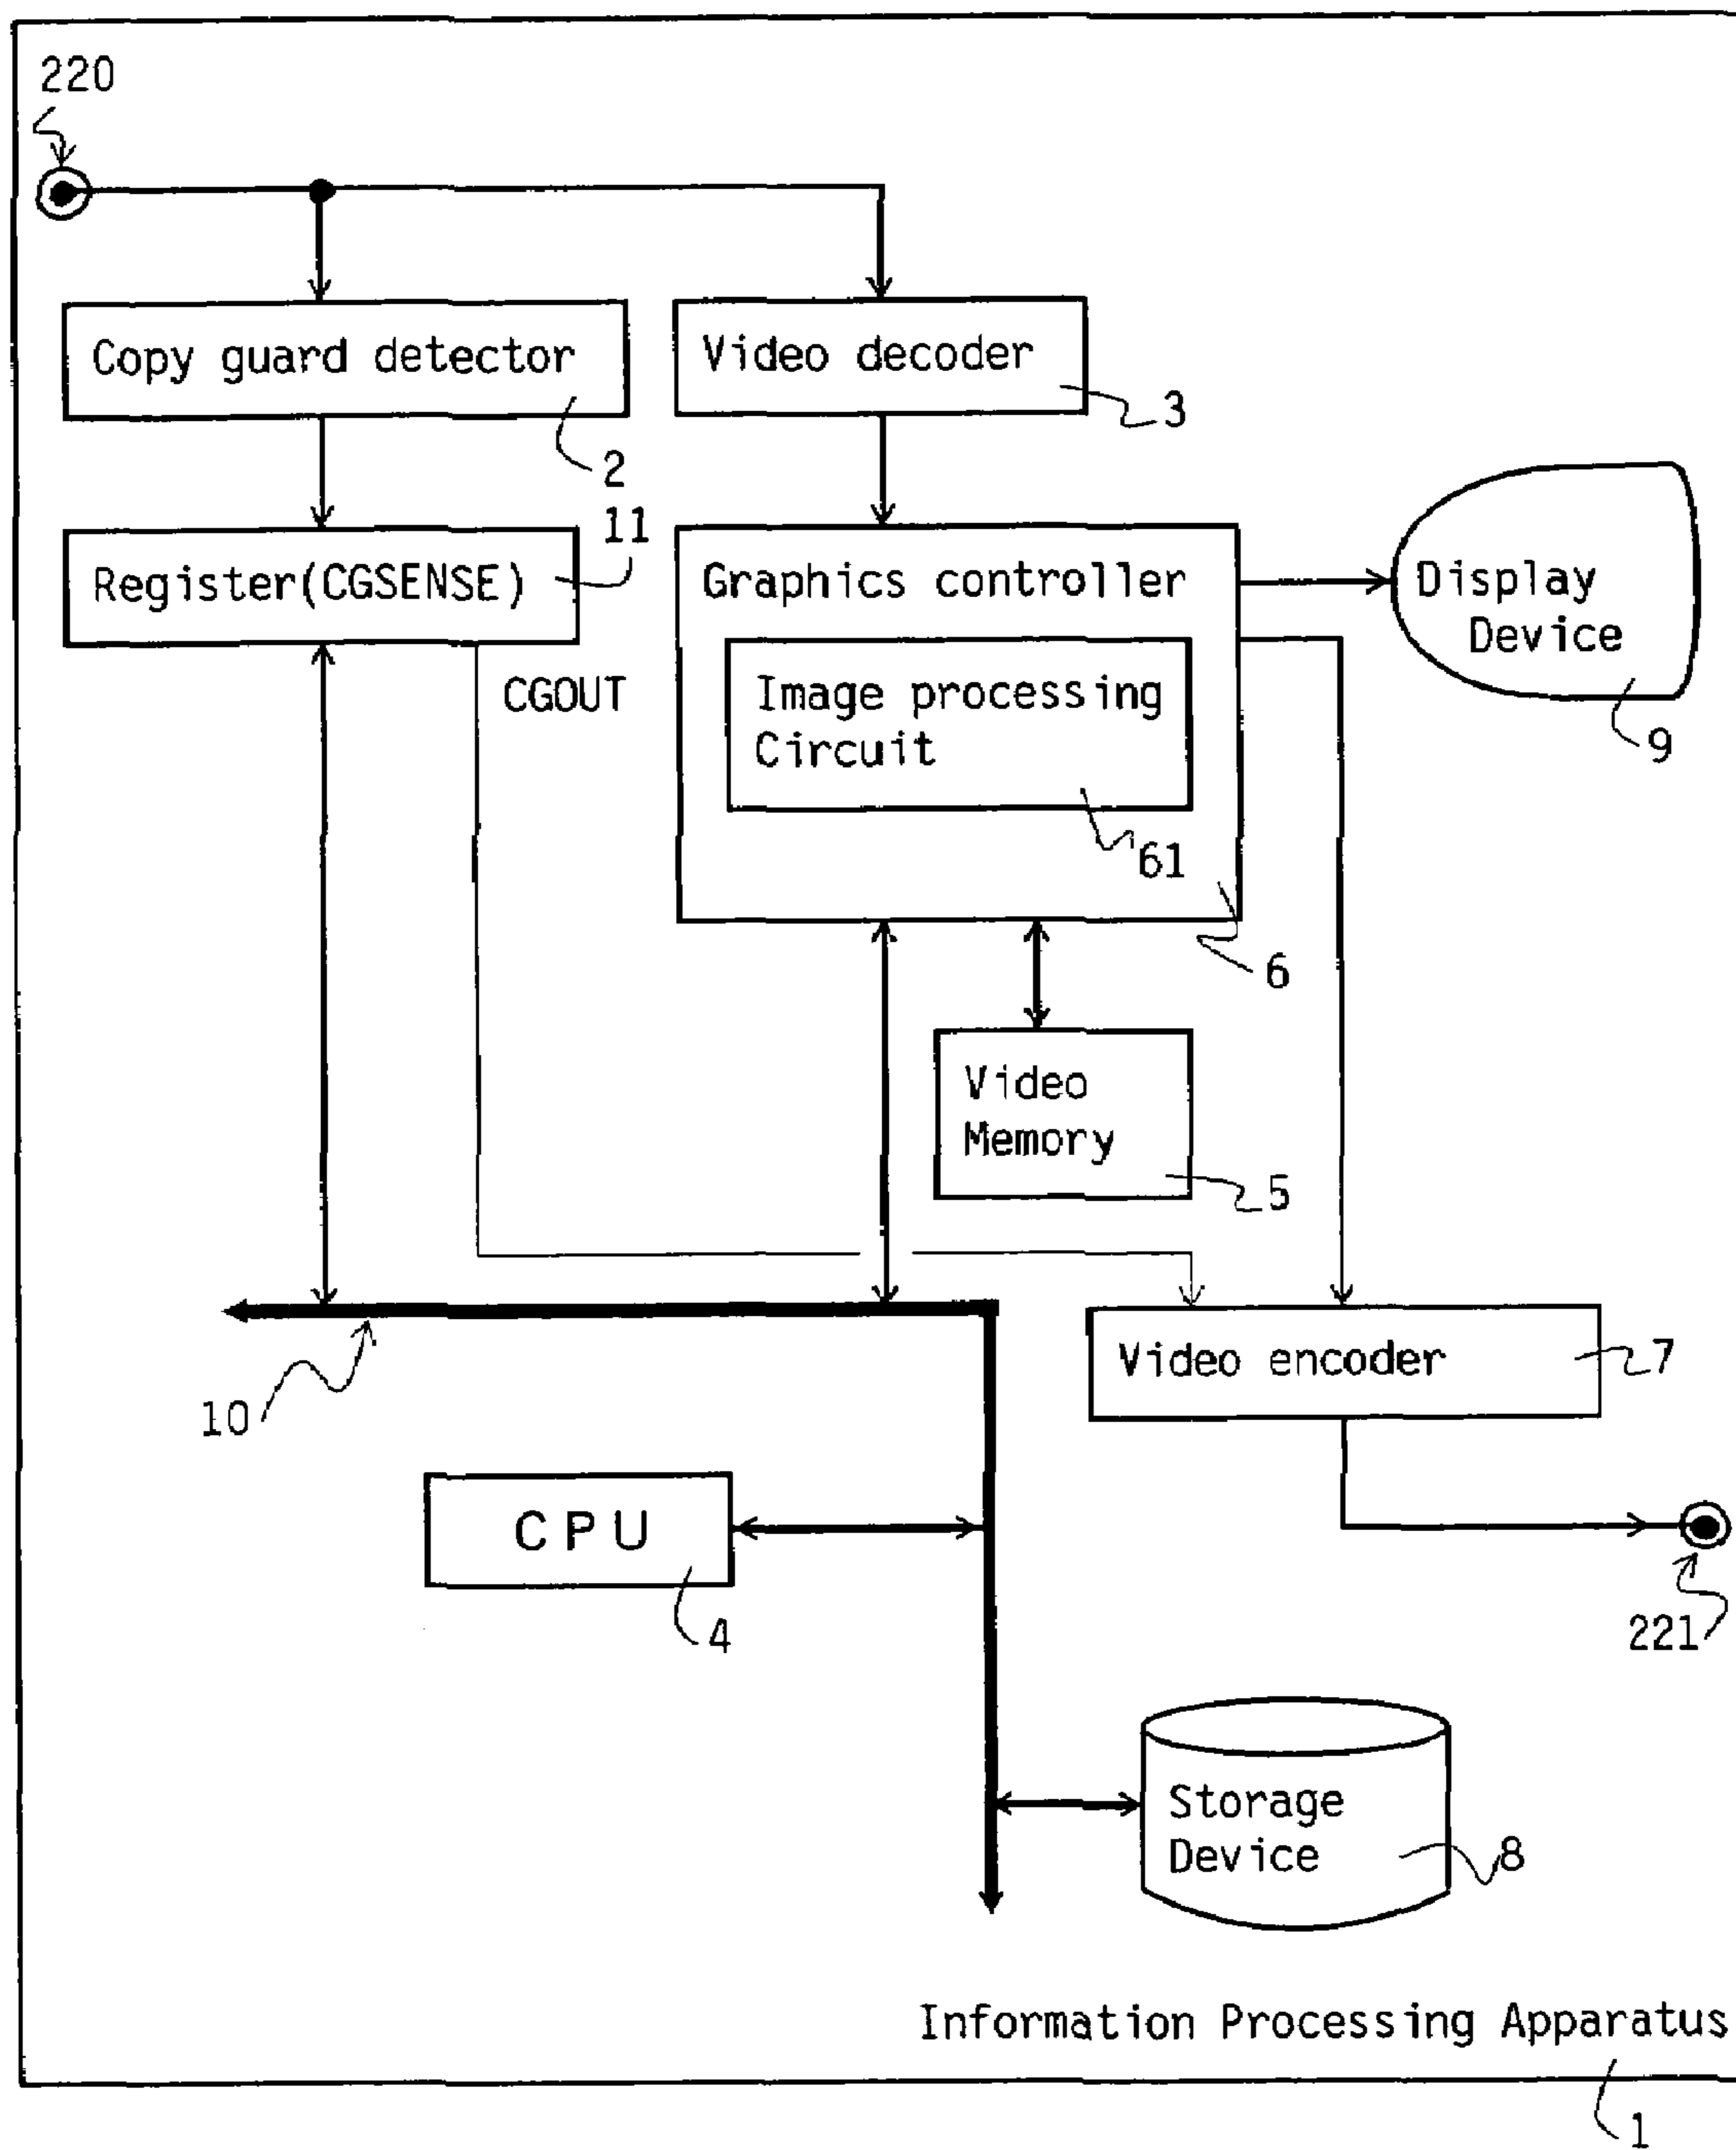 220
Copy guard detector
2
Video decoder
3
Register(CGSENSE)
11
CGOUT
Graphics controller
Image processing
Circuit
61
6
Display
Device
9
Video
Memory
5
10
Video encoder
7
CPU
4
221
Storage
Device
8
Information Processing Apparatus
1